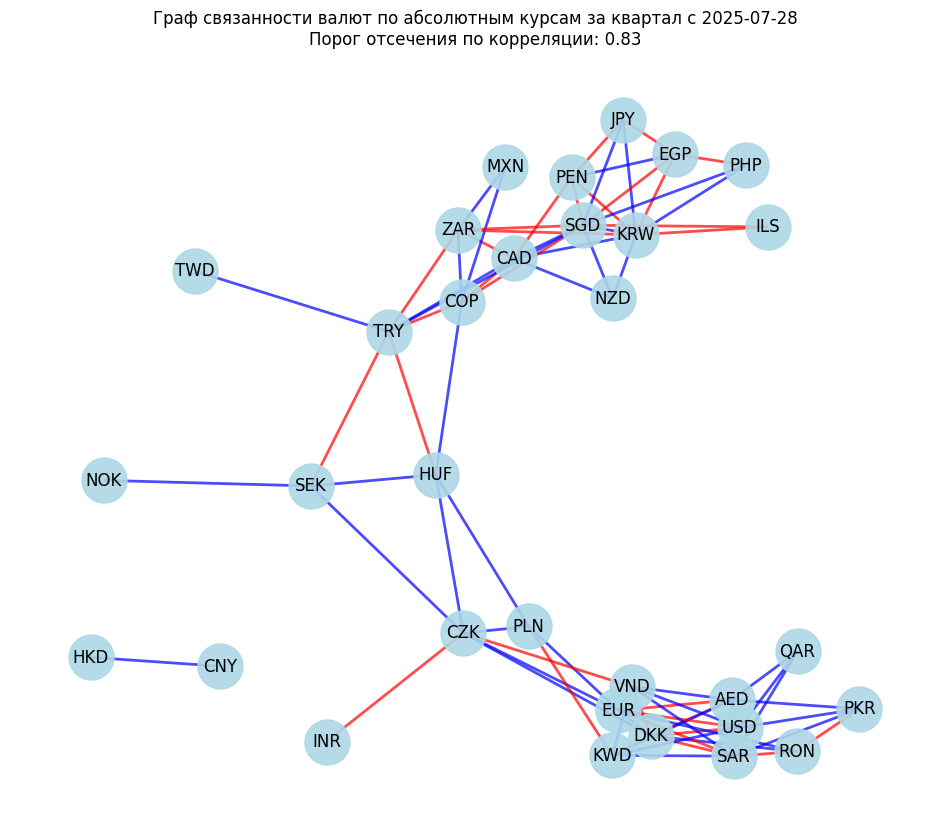 Граф связанности валют по абсолютным курсам за квартал с 2025-07-28
Порог отсечения по корреляции: 0.83
JPY
EGP
PHP
MXN
PEN
ZAR
SGD
KRW
ILS
CAD
TWD
COP
NZD
TRY
NOK
SEK
HUF
CZK
PLN
HKD
CNY
QAR
VND
AED
EUR
PKR
USD
DKK
INR
KWD
SAR
RON